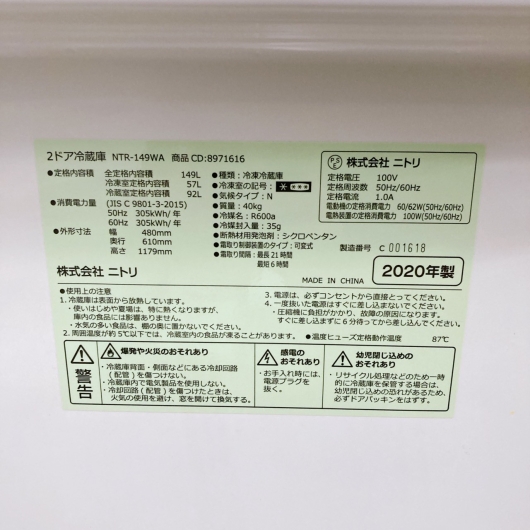 2ドア冷蔵庫 NTR-149WA 商品CD:8971616
●定格内容積 全定格内容積 149L
冷凍室定格内容積 57L
冷蔵室定格内容積 92L
●消費電力量 (JIS C 9801-3-2015)
50Hz 305kWh/年
60Hz 305kWh/年
●外形寸法 幅 480mm
奥行 610mm
高さ 1179mm
株式会社 ニトリ
●種類:冷凍冷蔵庫
●冷凍室の記号:
●気候タイプ:N
●質量:40kg
●冷媒名:R600a
●冷媒封入量:35g
●断熱材用発泡剤:シクロペンタン
●霜取り制御装置のタイプ:可変式
●霜取り間隔:最長21時間
最短6時間
PSE 株式会社 ニトリ
定格電圧: 100V
定格周波数: 50Hz/60Hz
定格電流: 1.0A
電動機の定格消費電力 60/62W(50Hz/60Hz)
電熱装置の定格消費電力: 100W(50Hz/60Hz)
製造番号 C 001618
MADE IN CHINA
2020年製
●使用上の注意
1. 冷蔵庫は表面から放熱しています。
・使いはじめや夏場は、特に熱くなりますが、
庫内の食品には影響ありません。
・水気の多い食品は、棚の奥に置かないでください。
2. 周囲温度が約5℃以下では、冷蔵室内の食品が凍ることがあります。
3. 電源は、必ずコンセントから直接とってください。
4. 一度抜いた電源はすぐに差し込まないでください。
・圧縮機に負担がかかり、故障の原因になります。
すぐに差し込まずに6分待ってから差し込んでください。
●温度ヒューズ定格動作温度 87℃
警告
爆発や火災のおそれあり
・冷蔵庫背面・側面などにある冷却回路
(配管)を傷つけない。
・冷蔵庫内で電気製品を使用しない。
・冷却回路(配管)を傷つけたときは、
火気の使用を避け、窓を開けて換気する。
感電の
おそれあり
・お手入れ時には、
電源プラグを
抜く。
幼児閉じ込めの
おそれあり
・リサイクル処理などのため一時
的に冷蔵庫を保管する場合は、
幼児閉じ込めの恐れがあるため、
必ずドアパッキンをはずす。